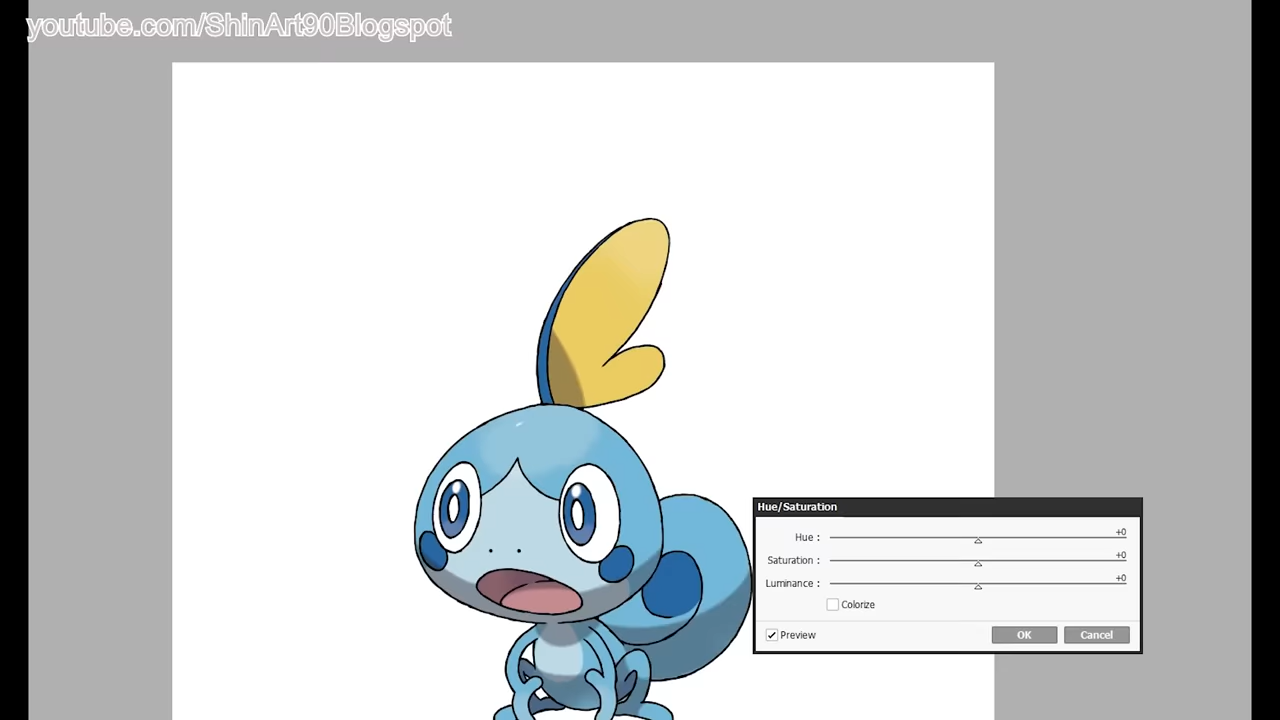 youtube.com/ShinArt90Blogspot
Hue/Saturation
Hue : +0
Saturation : +0
Luminance : +0
Colorize
Preview OK Cancel